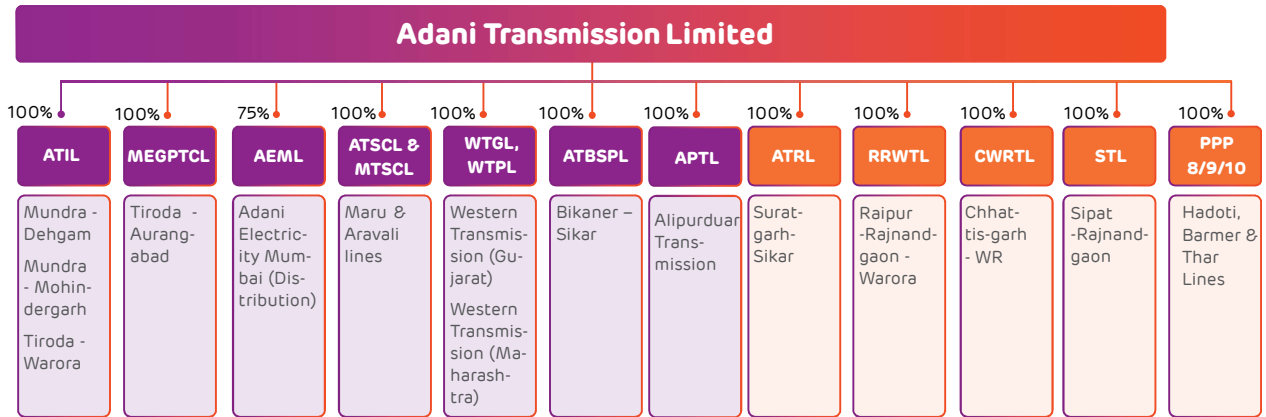 Adani Transmission Limited
100%
100%
75%
100%
100%
100%
100%
100%
100%
100%
100%
100%
ATIL
MEGPTCL
AEML
ATSCL &
MTSCL
WTGL,
WTPL
ATBSPL
APTL
ATRL
RRWTL
CWRTL
STL
PPP
8/9/10
Mundra -
Dehgam
Mundra
- Mohin-
dergarh
Tiroda -
Warora
Tiroda -
Aurang-
abad
Adani
Electric-
ity Mum-
bai (Dis-
tribution)
Maru &
Aravali
lines
Western
Transmis-
sion (Gu-
jarat)
Western
Transmis-
sion (Ma-
harash-
tra)
Bikaner –
Sikar
Alipurduar
Trans-
mission
Surat-
garh-
Sikar
Raipur
-Rajnand-
gaon -
Warora
Chhat-
tis-garh
- WR
Sipat
-Rajnand-
gaon
Hadoti,
Barmer &
Thar
Lines